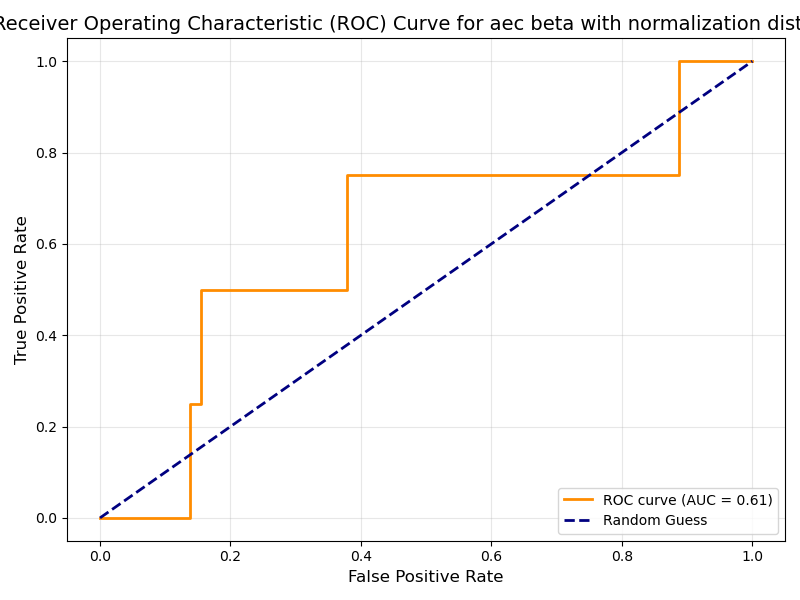 Receiver Operating Characteristic (ROC) Curve for aec beta with normalization dist
1.0
0.8
0.6
0.4
0.2
0.0
True Positive Rate
ROC curve (AUC = 0.61)
Random Guess
0.0 0.2 0.4 0.6 0.8 1.0
False Positive Rate